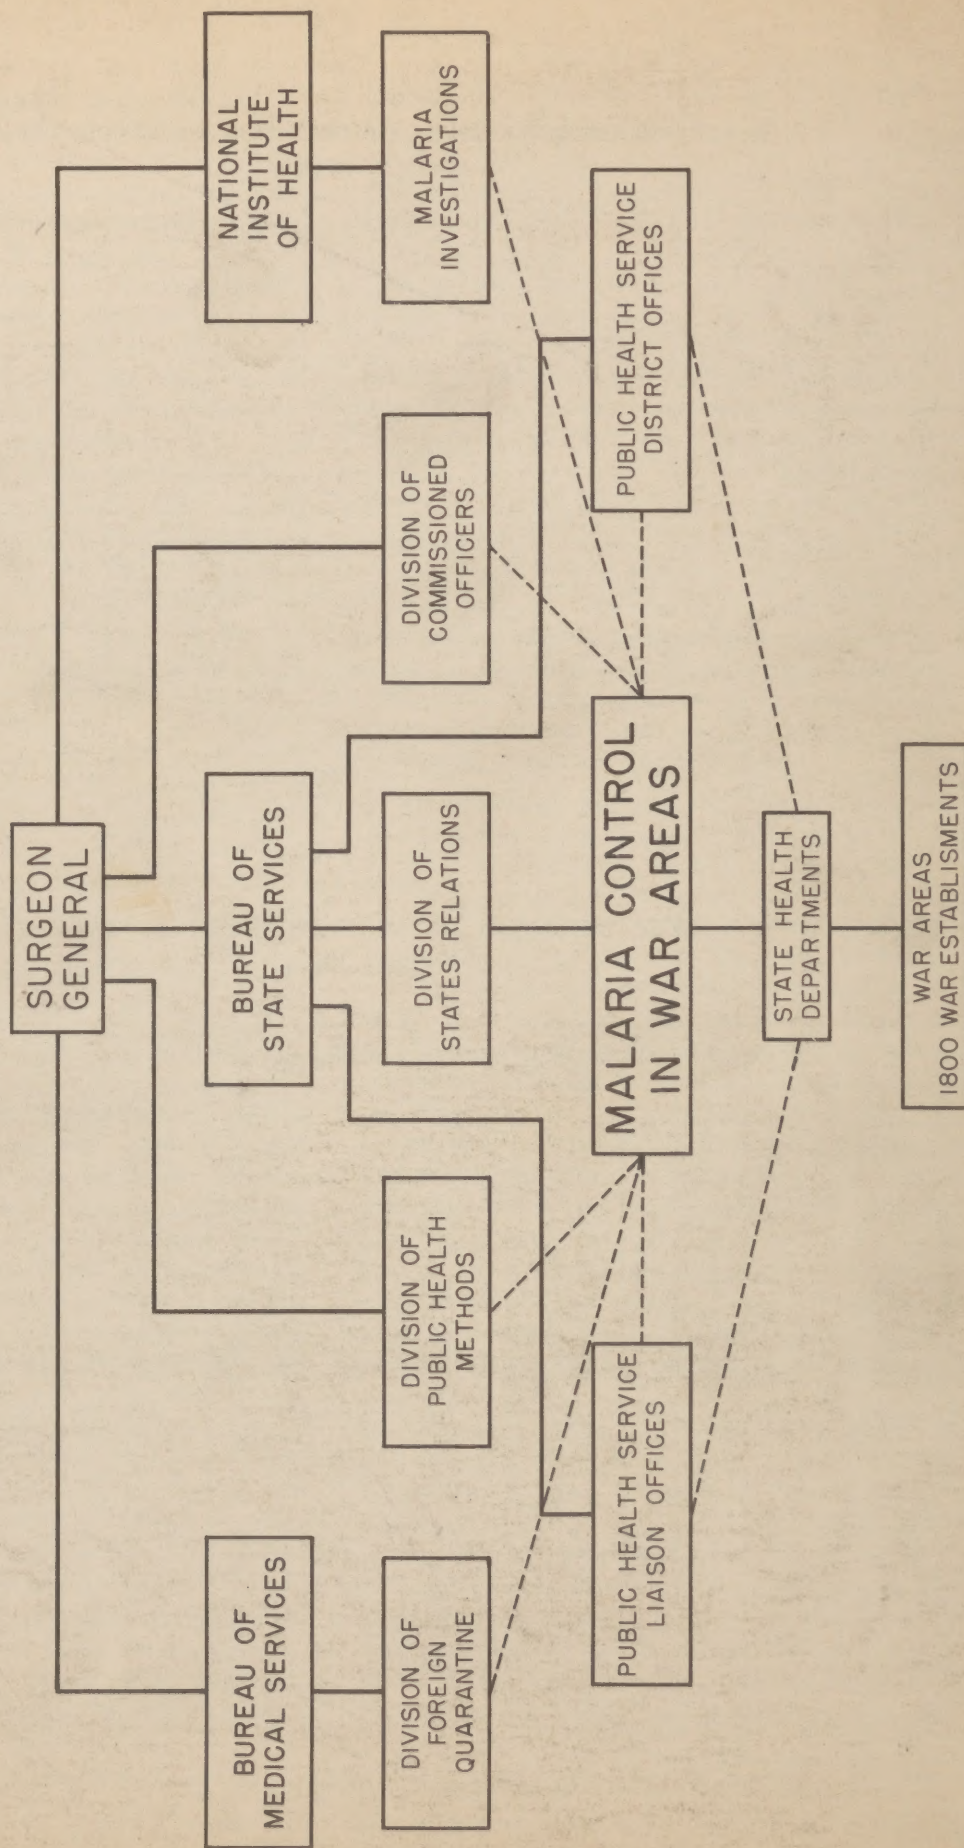 SURGEON
GENERAL
BUREAU OF
MEDICAL SERVICES
BUREAU OF
STATE SERVICES
NATIONAL
INSTITUTE
OF HEALTH
DIVISION OF
FOREIGN
QUARANTINE
DIVISION OF
PUBLIC HEALTH
METHODS
DIVISION OF
STATES RELATIONS
DIVISION OF
COMMISSIONED
OFFICERS
MALARIA
INVESTIGATIONS
PUBLIC HEALTH SERVICE
LIAISON OFFICES
MALARIA CONTROL
IN WAR AREAS
PUBLIC HEALTH SERVICE
DISTRICT OFFICES
STATE HEALTH
DEPARTMENTS
WAR AREAS
1800 WAR ESTABLISMENTS